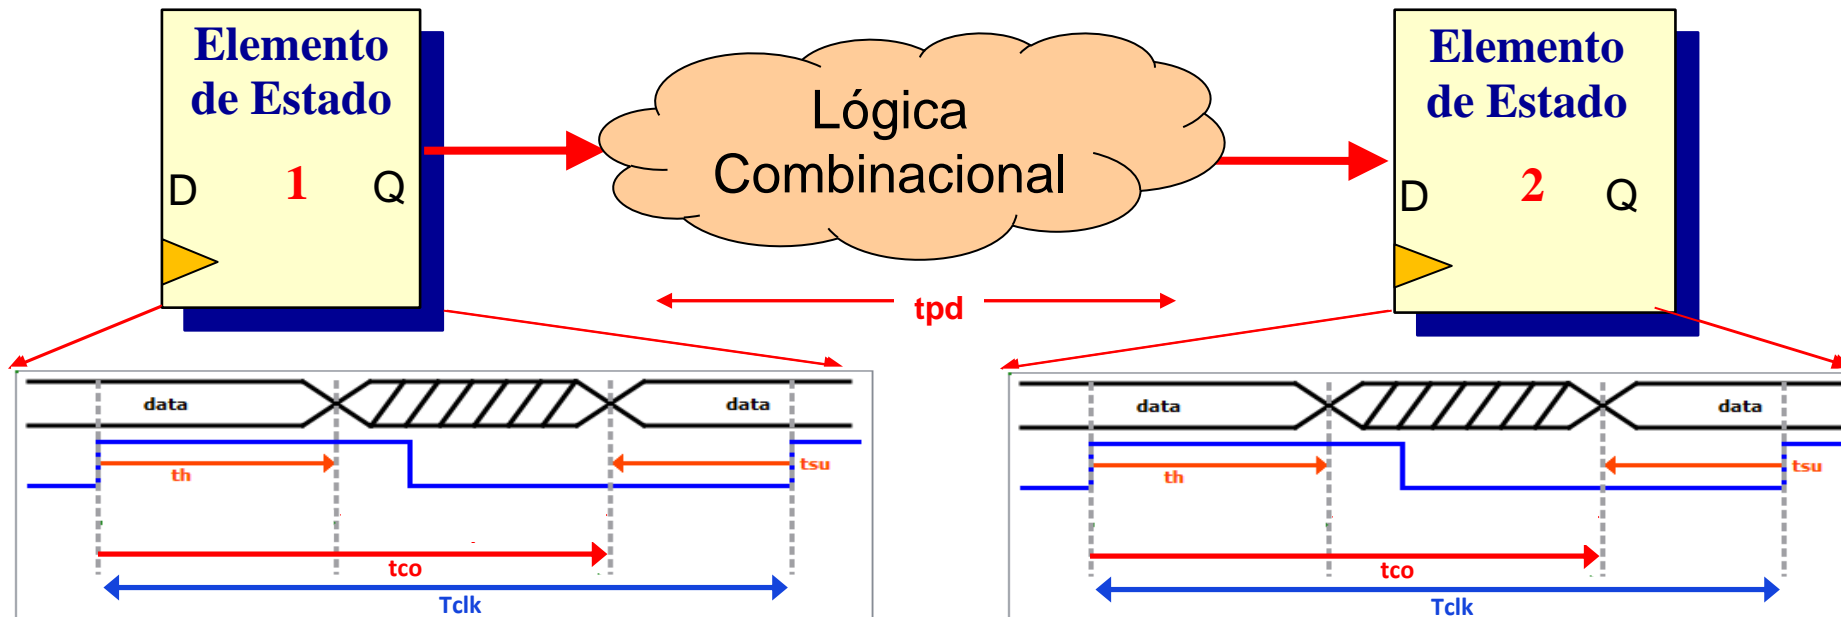 Elemento
de Estado
D 1 Q
Lógica
Combinacional
Elemento
de Estado
D 2 Q
tpd
data data
th tsu
tco
Tclk
data data
th tsu
tco
Tclk